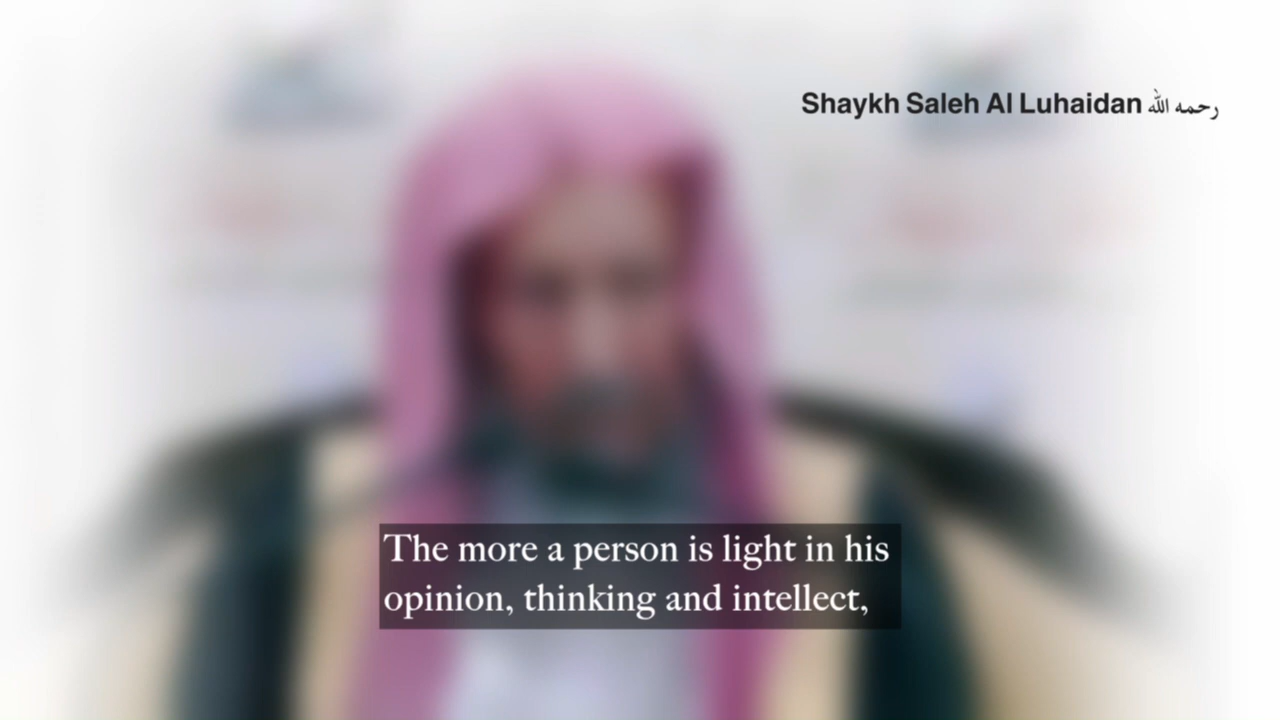 Shaykh Saleh Al Luhaidan رحمه الله
The more a person is light in his
opinion, thinking and intellect,